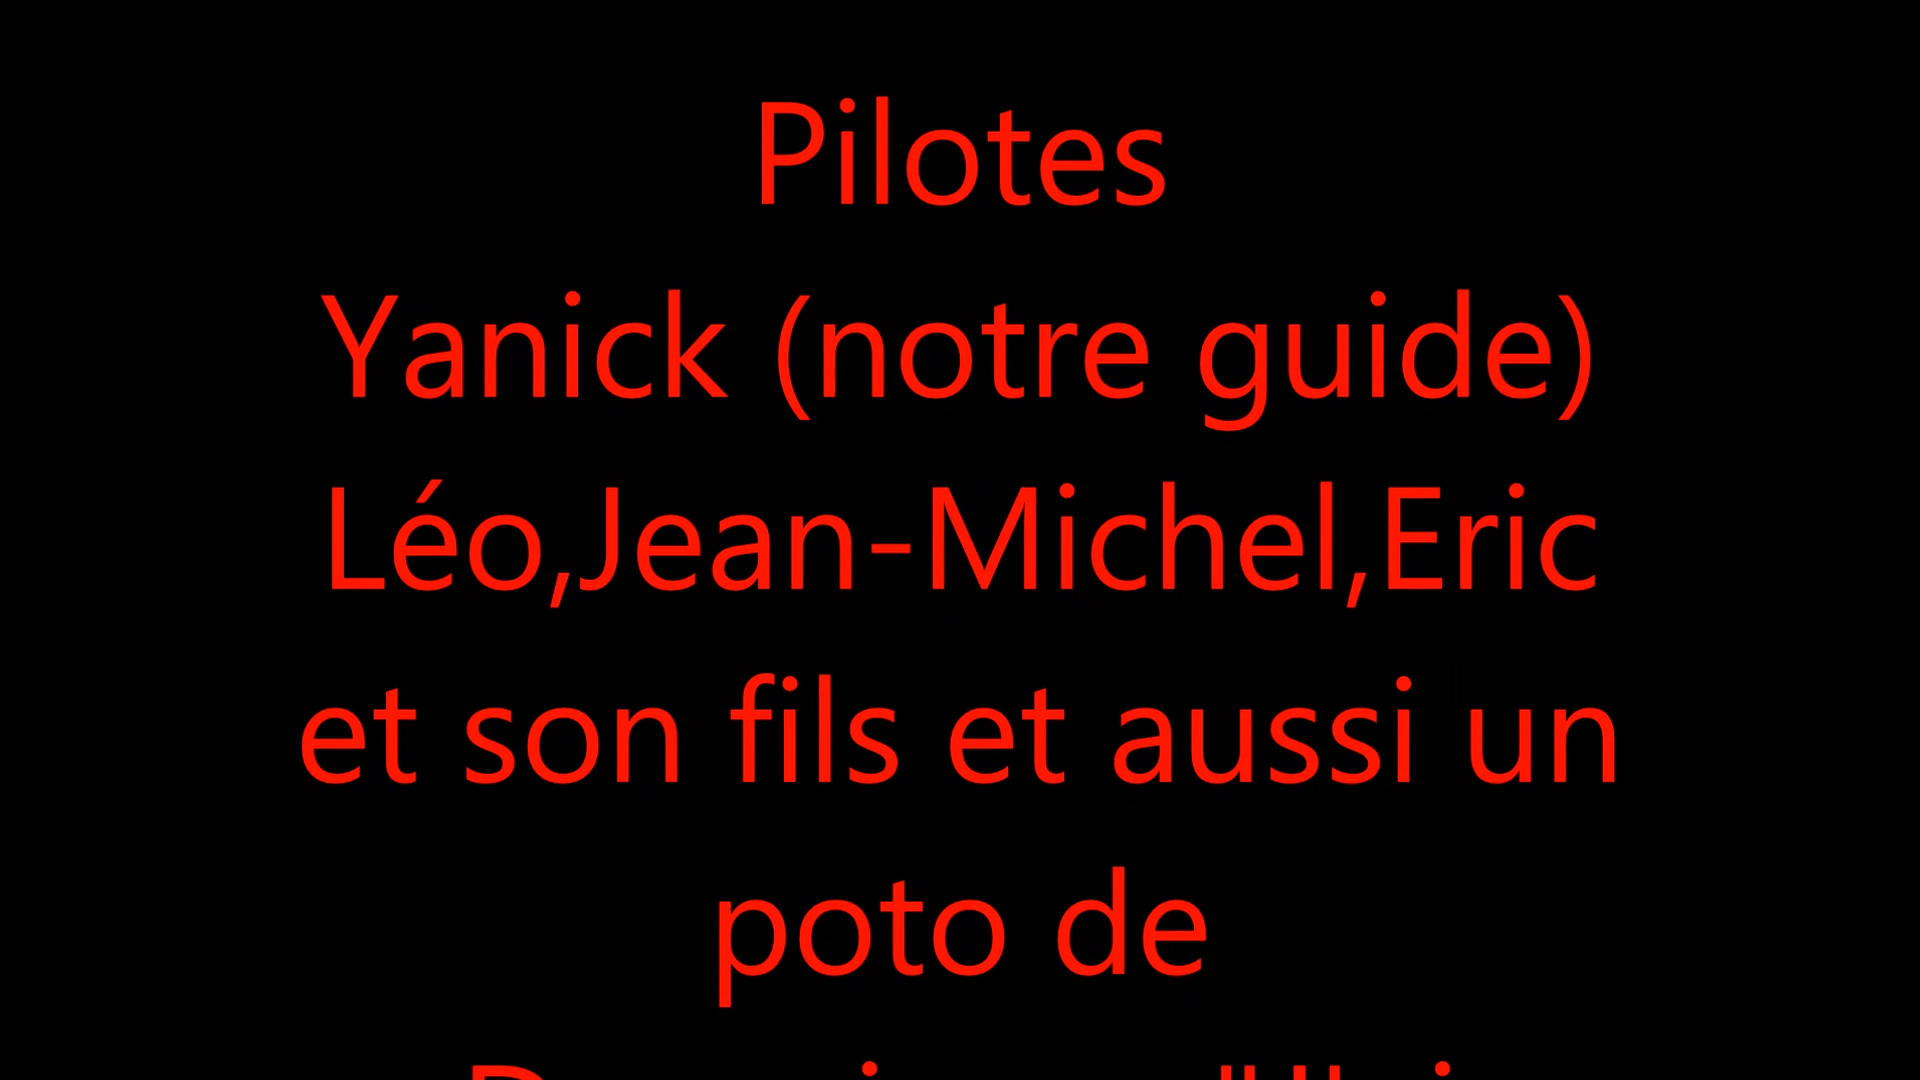 Pilotes
Yanick (notre guide)
Léo,Jean-Michel,Eric
et son fils et aussi un
poto de